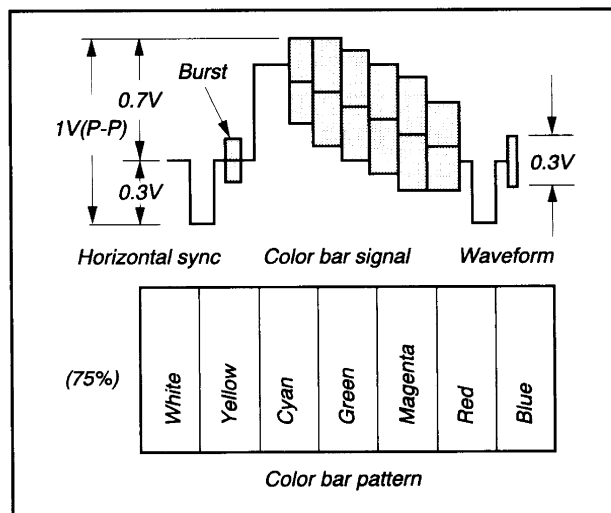 Burst
0.7V
1V(P-P)
0.3V
0.3V
Horizontal sync
Color bar signal
Waveform
(75%)
White
Yellow
Cyan
Green
Magenta
Red
Blue
Color bar pattern